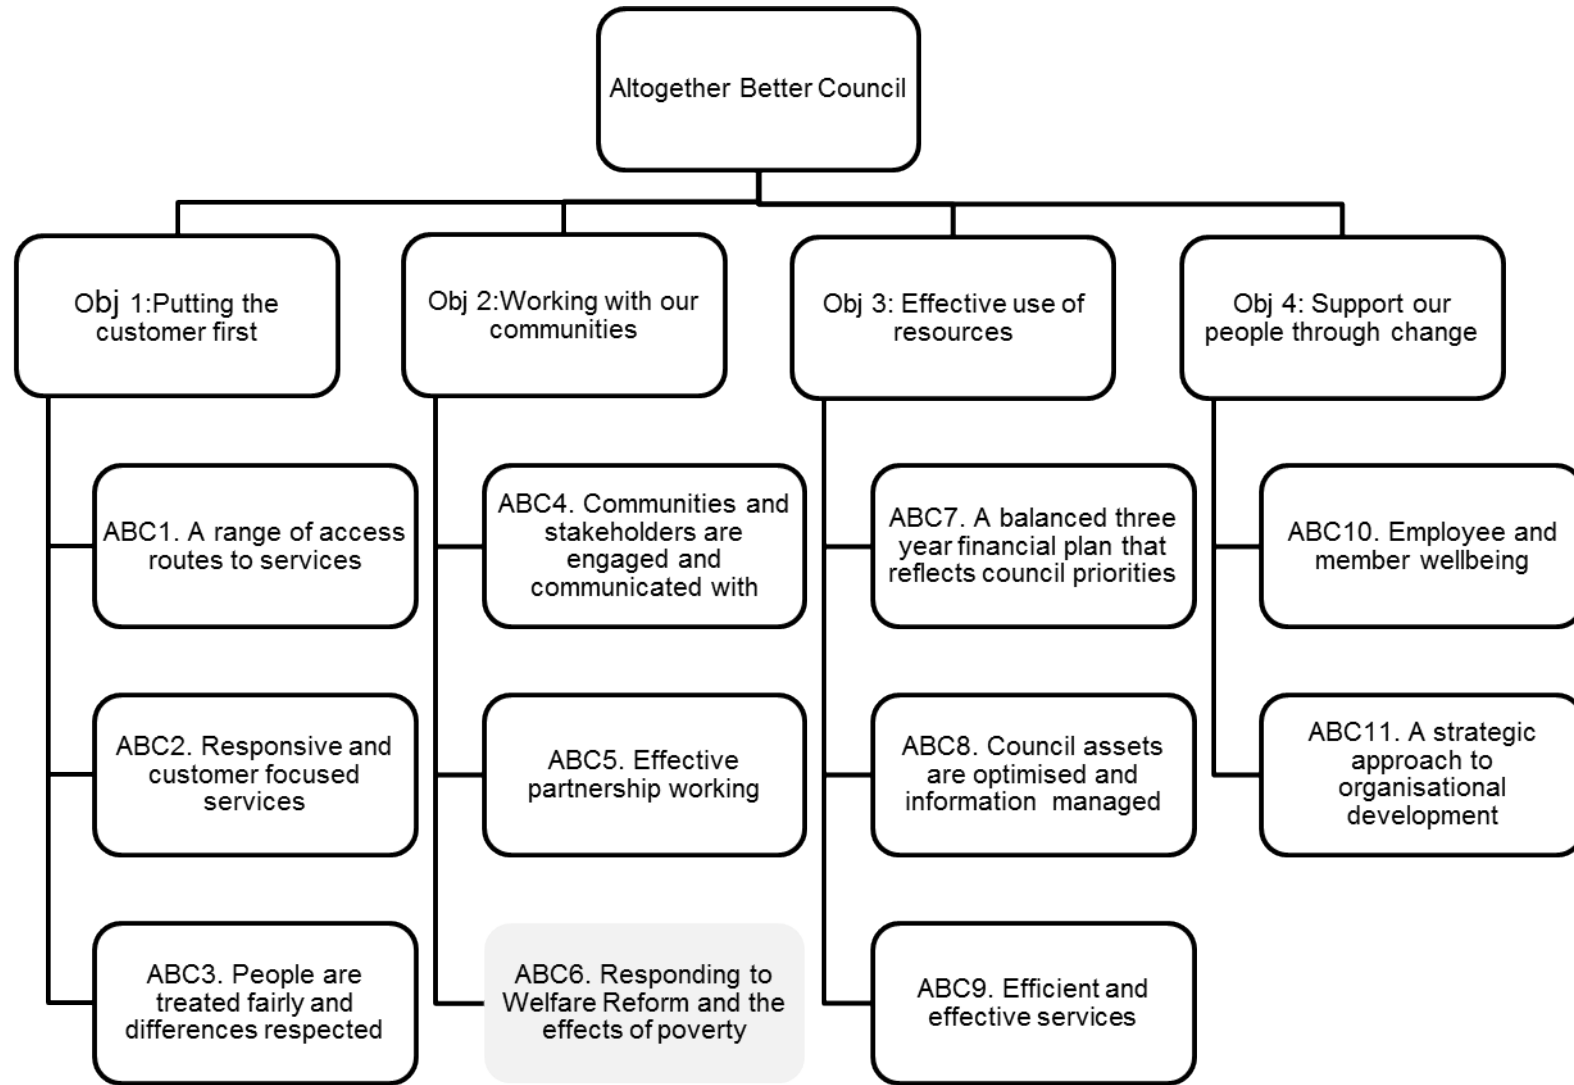 Altogether Better Council
Obj 1:Putting the
customer first
Obj 2:Working with our
communities
Obj 3: Effective use of
resources
Obj 4: Support our
people through change
ABC1. A range of access
routes to services
ABC4. Communities and
stakeholders are
engaged and
communicated with
ABC7. A balanced three
year financial plan that
reflects council priorities
ABC10. Employee and
member wellbeing
ABC2. Responsive and
customer focused
services
ABC5. Effective
partnership working
ABC8. Council assets
are optimised and
information managed
ABC11. A strategic
approach to
organisational
development
ABC3. People are
treated fairly and
differences respected
ABC6. Responding to
Welfare Reform and the
effects of poverty
ABC9. Efficient and
effective services